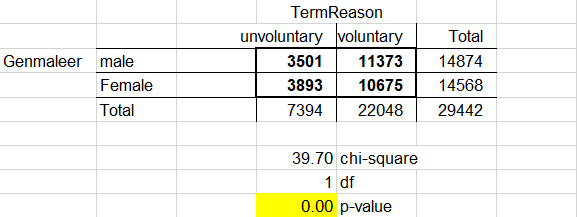 TermReason
unvoluntary voluntary Total
Genmaleer male 3501 11373 14874
Female 3893 10675 14568
Total 7394 22048 29442
39.70 chi-square
1 df
0.00 p-value